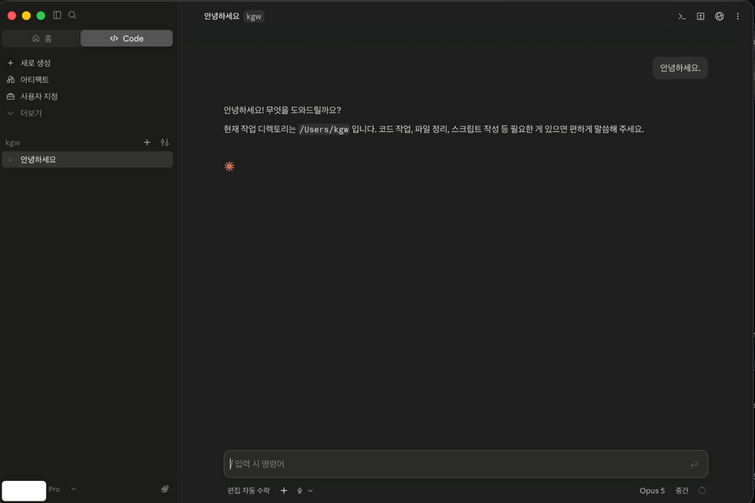 홈
Code
새로 생성
아티팩트
사용자 지정
더보기
kgw
안녕하세요
Pro
안녕하세요 kgw
안녕하세요.
안녕하세요! 무엇을 도와드릴까요?
현재 작업 디렉토리는 /Users/kgw 입니다. 코드 작업, 파일 정리, 스크립트 작성 등 필요한 게 있으면 편하게 말씀해 주세요.
/ 입력 시 명령어
편집 자동 수락
Opus 5 중간